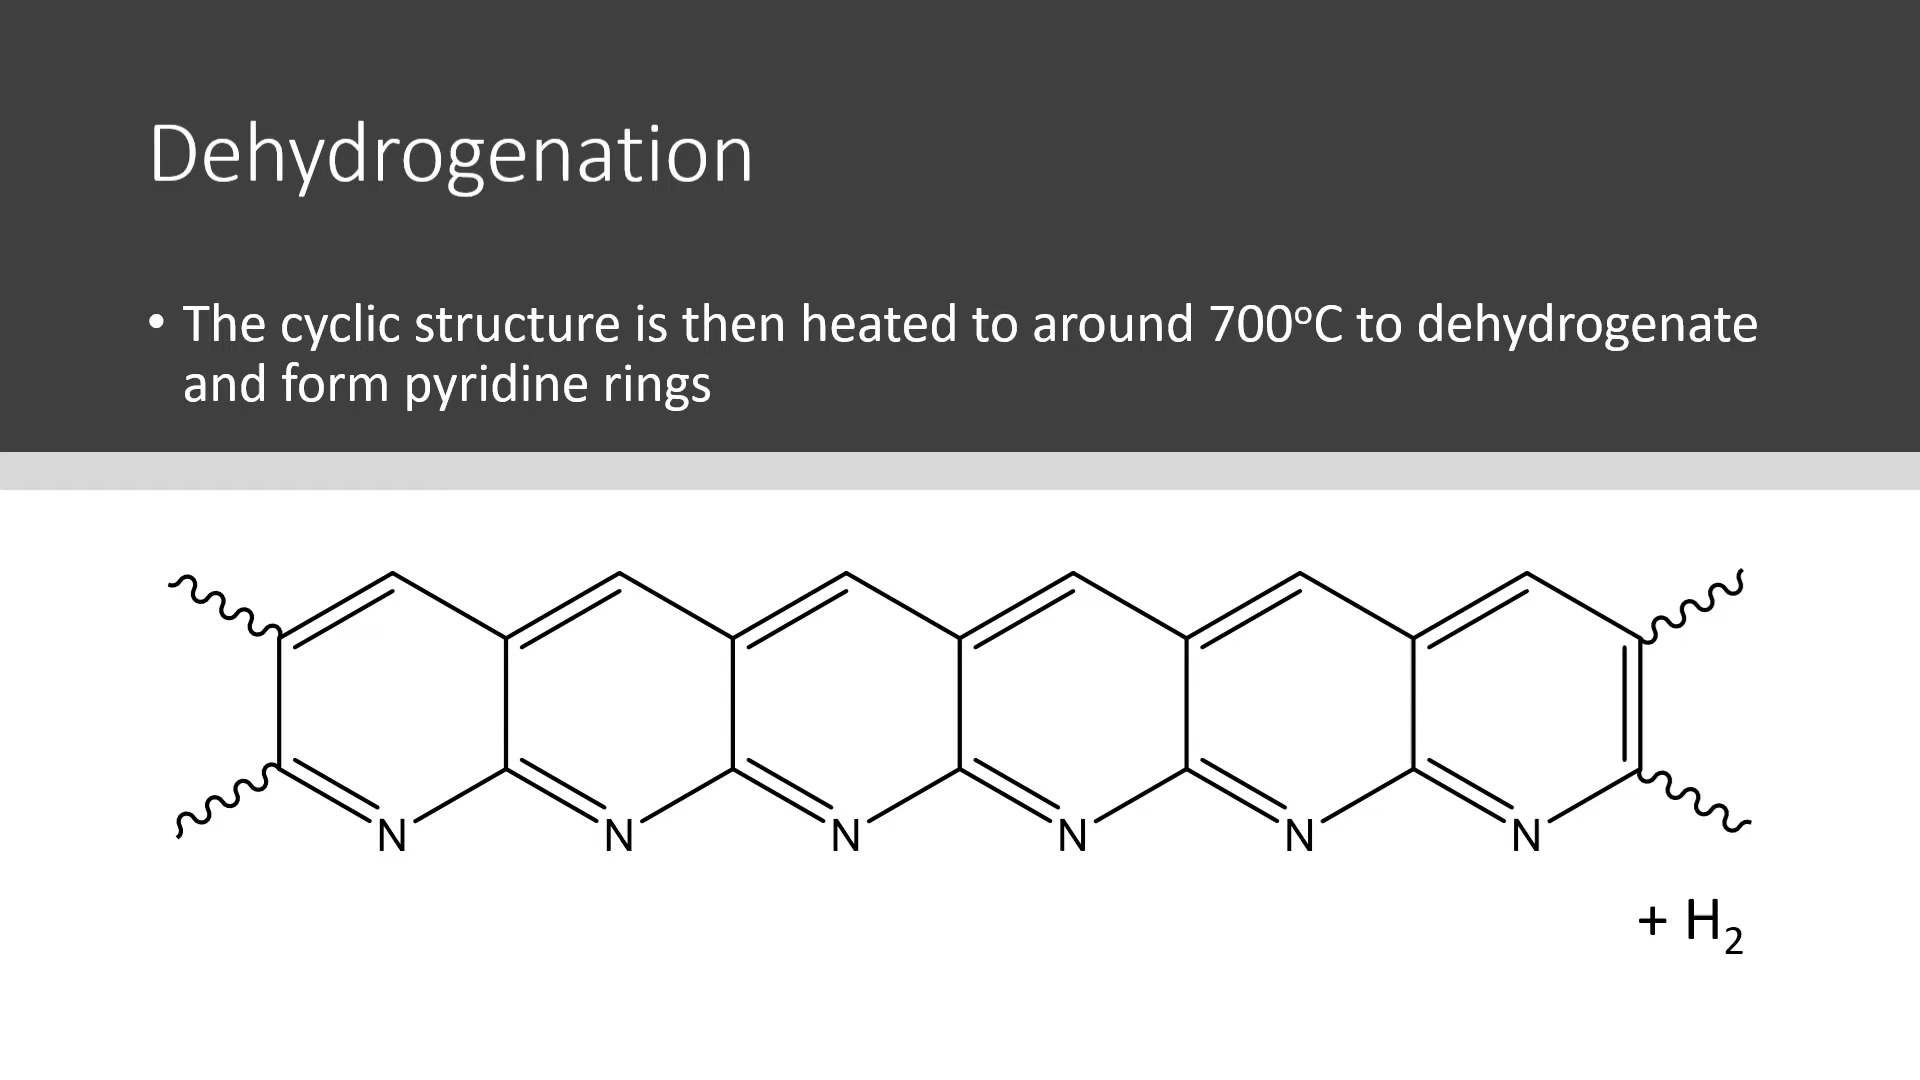 Dehydrogenation
• The cyclic structure is then heated to around 700°C to dehydrogenate
and form pyridine rings
N N N N N N
+ H₂